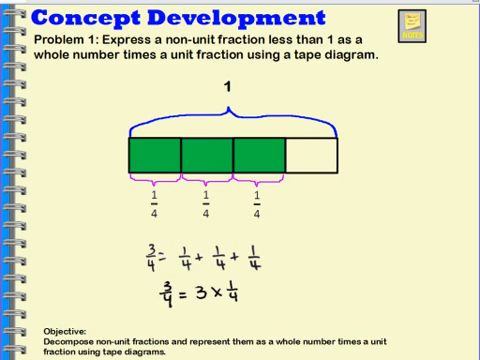 Concept Development
Problem 1: Express a non-unit fraction less than 1 as a
whole number times a unit fraction using a tape diagram.
1
1/4 1/4 1/4
3/4 = 1/4 + 1/4 + 1/4
3/4 = 3 × 1/4
Objective:
Decompose non-unit fractions and represent them as a whole number times a unit
fraction using tape diagrams.